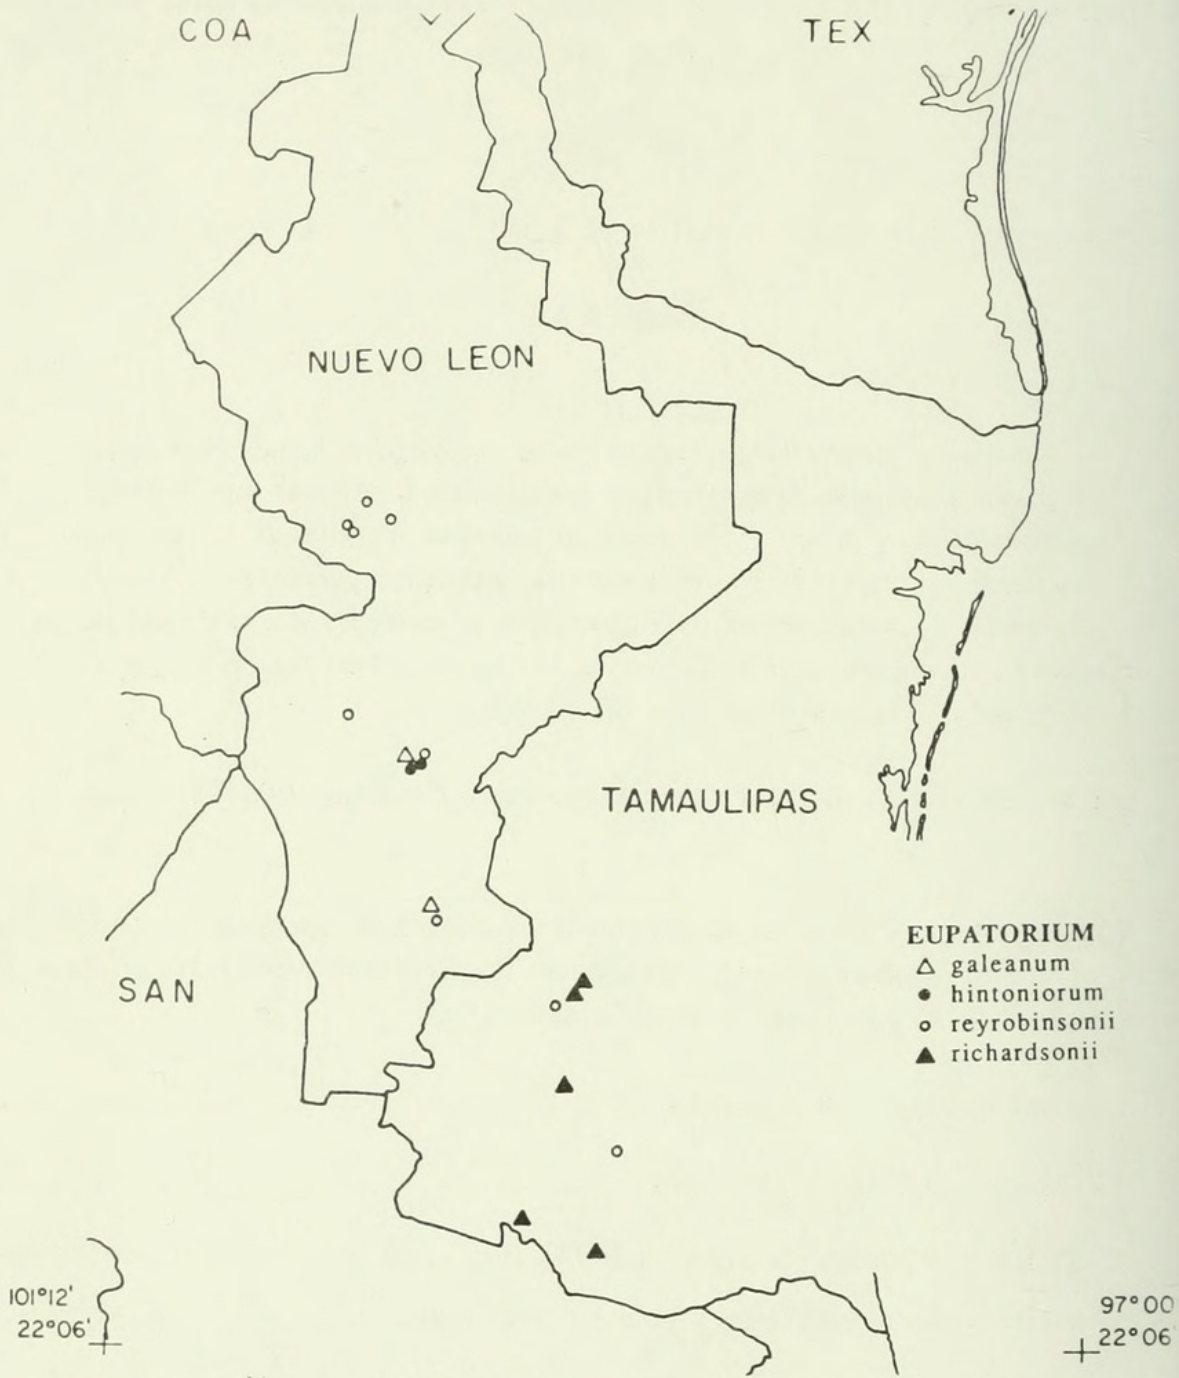 COA
TEX
NUEVO LEON
TAMAULIPAS
EUPATORIUM
galeanum
hintoniorum
reyrobinsonii
richardsonii
SAN
101°12'
22°06'
97°00
22°06